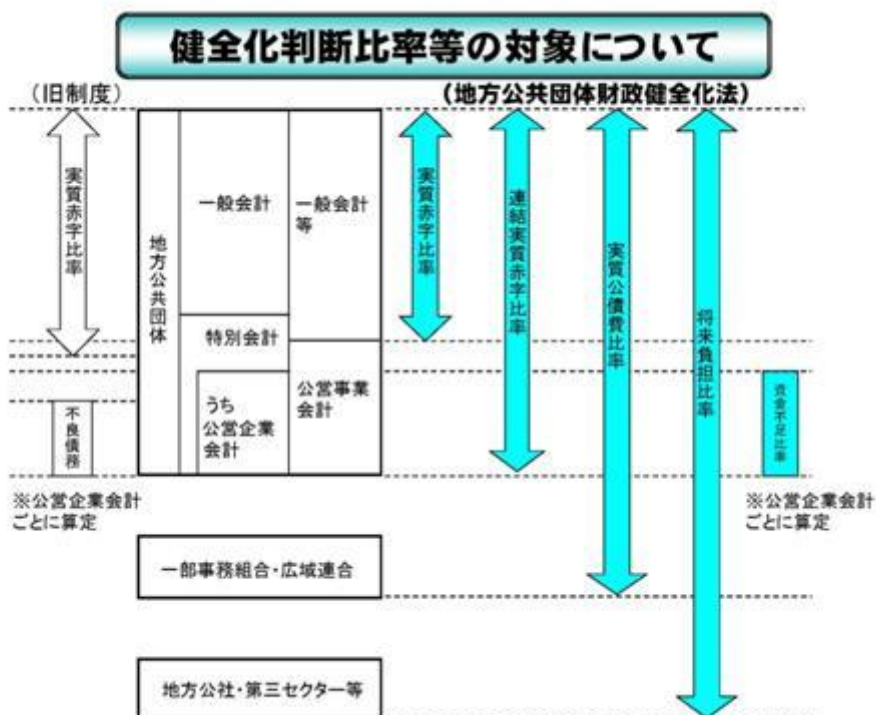 健全化判断比率等の対象について
（旧制度）
（地方公共団体財政健全化法）
実質赤字比率
地方公共団体
一般会計
一般会計
等
実質赤字比率
連結実質赤字比率
実質公債費比率
将来負担比率
特別会計
うち
公営企業
会計
公営事業
会計
不良債務
資金不足比率
※公営企業会計
ごとに算定
※公営企業会計
ごとに算定
一部事務組合・広域連合
地方公社・第三セクター等